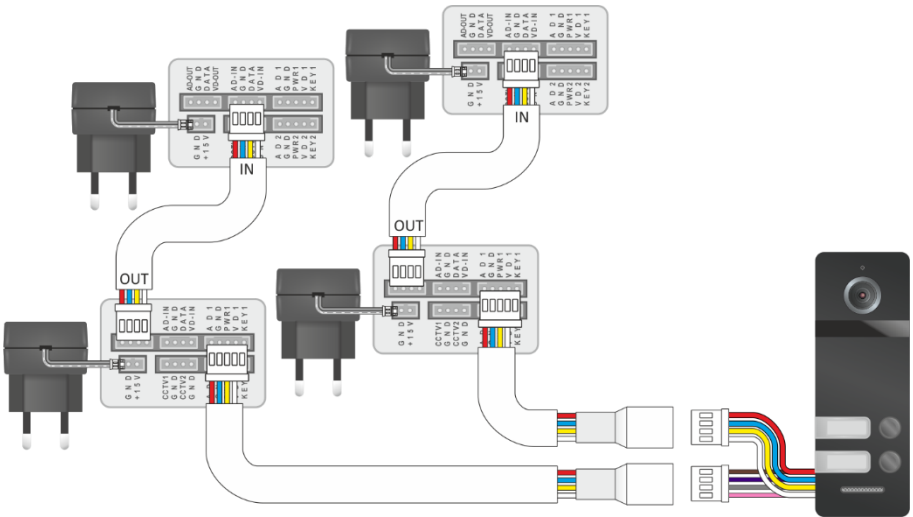 AD-OUT
GND
DATA
VD-OUT
AD-IN
GND
DATA
VD-IN
AD1
GND
PWR1
VD1
KEY1
GND
+15V
AD2
GND
PWR2
VD2
KEY2
IN
AD-OUT
GND
DATA
VD-OUT
AD-IN
GND
DATA
VD-IN
AD1
GND
PWR1
VD1
KEY1
GND
+15V
AD2
GND
PWR2
VD2
KEY2
IN
OUT
AD-IN
GND
DATA
VD-IN
AD1
GND
PWR1
VD1
KEY1
GND
+15V
CCTV1
GND
CCTV2
GND
OUT
AD-IN
GND
DATA
VD-IN
AD1
GND
PWR1
VD1
KEY1
GND
+15V
CCTV1
GND
CCTV2
GND